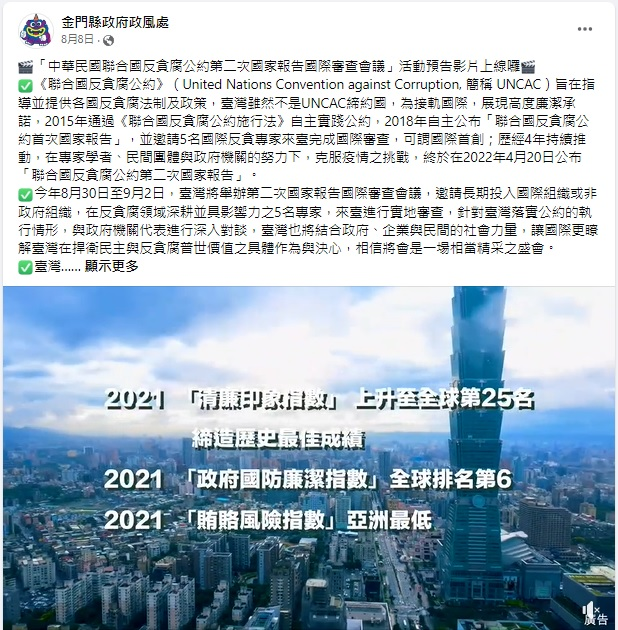 金門縣政府政風處
8月8日
「中華民國聯合國反貪腐公約第二次國家報告國際審查會議」活動預告影片上線囉
《聯合國反貪腐公約》（United Nations Convention against Corruption, 簡稱 UNCAC）旨在指
導並提供各國反貪腐法制及政策，臺灣雖然不是UNCAC締約國，為接軌國際，展現高度廉潔承
諾，2015年通過《聯合國反貪腐公約施行法》自主實踐公約，2018年自主公布「聯合國反貪腐公
約首次國家報告」，並邀請5名國際反貪專家來臺完成國際審查，可謂國際首創；歷經4年持續推
動，在專家學者、民間團體與政府機關的努力下，克服疫情之挑戰，終於在2022年4月20日公布
「聯合國反貪腐公約第二次國家報告」。
今年8月30日至9月2日，臺灣將舉辦第二次國家報告國際審查會議，邀請長期投入國際組織或非
政府組織，在反貪腐領域深耕並具影響力之5名專家，來臺進行實地審查，針對臺灣落實公約的執
行情形，與政府機關代表進行深入對談，臺灣也將結合政府、企業與民間的社會力量，讓國際更瞭
解臺灣在捍衛民主與反貪腐普世價值之具體作為與決心，相信將會是一場相當精采之盛會。
臺灣...... 顯示更多
2021 「清廉印象指數」 上升至全球第25名
締造歷史最佳成績
2021 「政府國防廉潔指數」全球排名第6
2021 「賄賂風險指數」亞洲最低
廣告